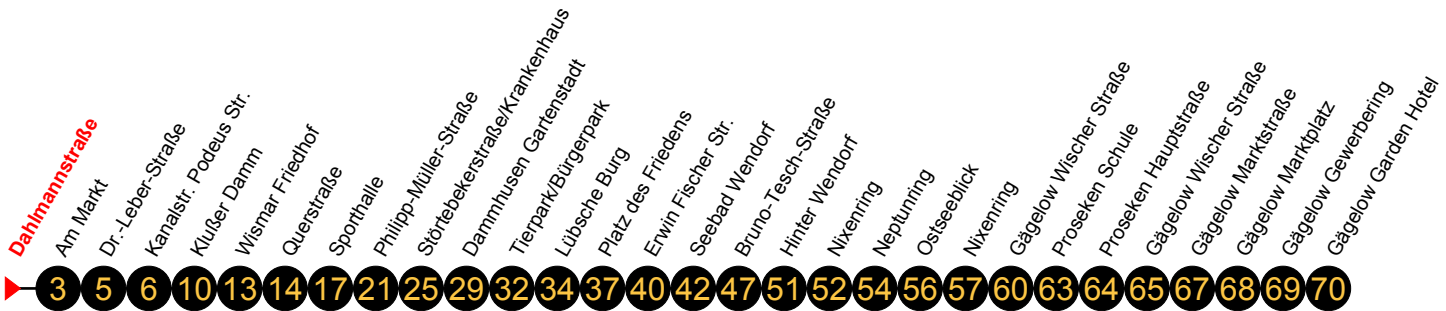 Dahlmannstraße
Am Markt
Dr.-Leber-Straße
Kanalstr. Podeus Str.
Klußer Damm
Wismar Friedhof
Querstraße
Sporthalle
Philipp-Müller-Straße
Störtebekerstraße/Krankenhaus
Dammhusen Gartenstadt
Tierpark/Bürgerpark
Lübsche Burg
Platz des Friedens
Erwin Fischer Str.
Seebad Wendorf
Bruno-Tesch-Straße
Hinter Wendorf
Nixenring
Neptunring
Ostseeblick
Nixenring
Gägelow Wischer Straße
Proseken Schule
Proseken Hauptstraße
Gägelow Wischer Straße
Gägelow Marktstraße
Gägelow Marktplatz
Gägelow Gewerbering
Gägelow Garden Hotel
3 5 6 10 13 14 17 21 25 29 32 34 37 40 42 47 51 52 54 56 57 60 63 64 65 67 68 69 70